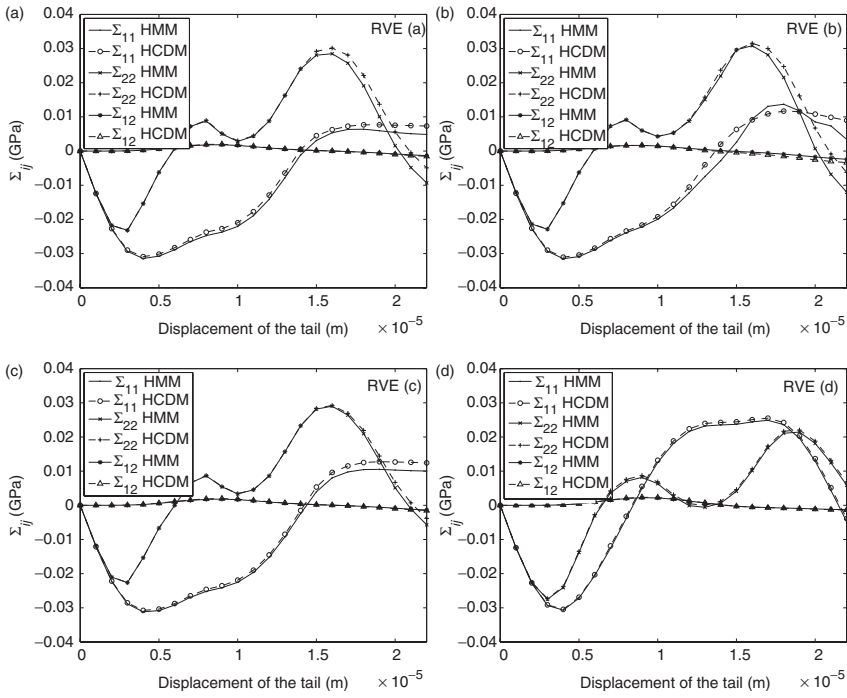 (a)
RVE (a)
Σ11 HMM
Σ11 HCDM
Σ22 HMM
Σ22 HCDM
Σ12 HMM
Σ12 HCDM
0.04
0.03
0.02
0.01
0
−0.01
−0.02
−0.03
−0.04
Σij (GPa)
0 0.5 1 1.5 2
× 10−5
Displacement of the tail (m)
(b)
RVE (b)
Σ11 HMM
Σ11 HCDM
Σ22 HMM
Σ22 HCDM
Σ12 HMM
Σ12 HCDM
0.04
0.03
0.02
0.01
0
−0.01
−0.02
−0.03
−0.04
Σij (GPa)
0 0.5 1 1.5 2
× 10−5
Displacement of the tail (m)
(c)
RVE (c)
Σ11 HMM
Σ11 HCDM
Σ22 HMM
Σ22 HCDM
Σ12 HMM
Σ12 HCDM
0.04
0.03
0.02
0.01
0
−0.01
−0.02
−0.03
−0.04
Σij (GPa)
0 0.5 1 1.5 2
× 10−5
Displacement of the tail (m)
(d)
RVE (d)
Σ11 HMM
Σ11 HCDM
Σ22 HMM
Σ22 HCDM
Σ12 HMM
Σ12 HCDM
0.04
0.03
0.02
0.01
0
−0.01
−0.02
−0.03
−0.04
Σij (GPa)
0 0.5 1 1.5 2
× 10−5
Displacement of the tail (m)